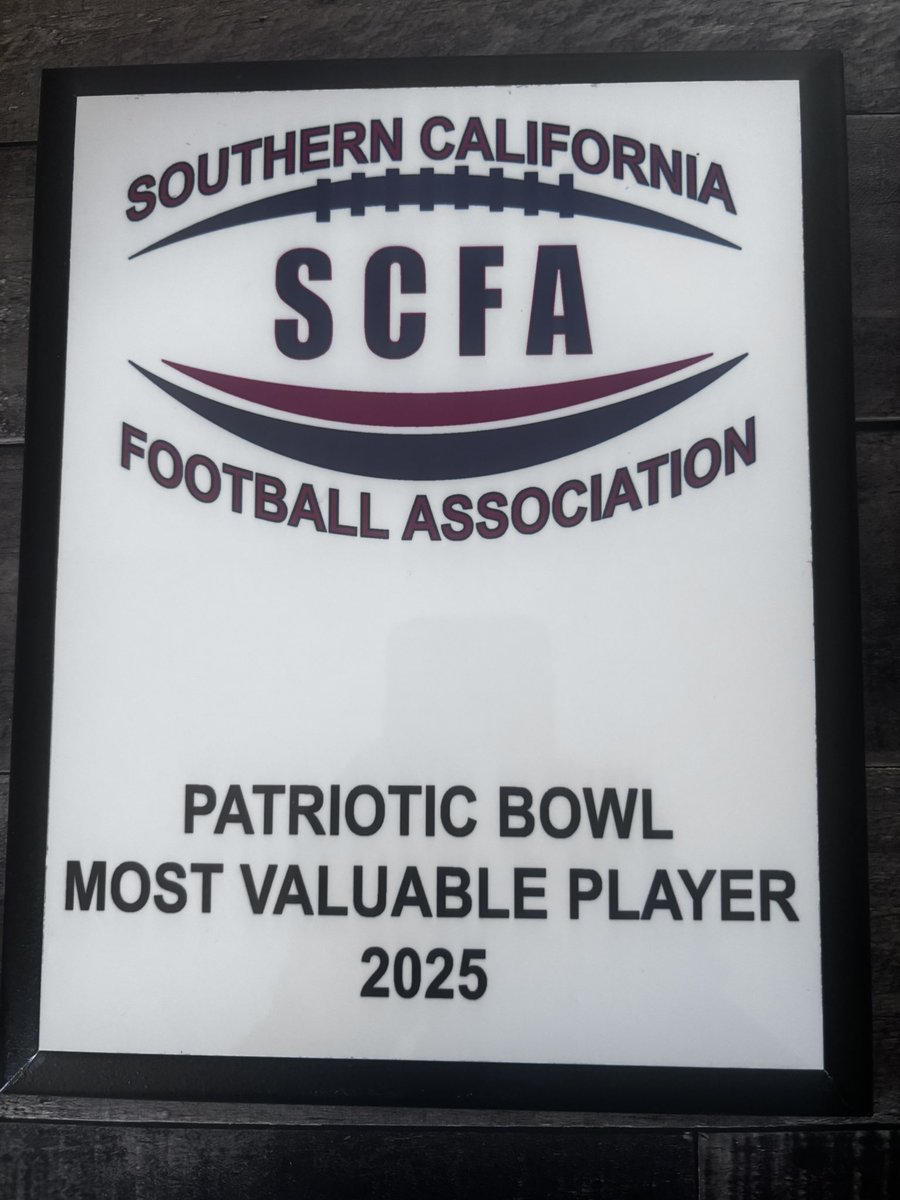 SOUTHERN CALIFORNIA
SCFA
FOOTBALL ASSOCIATION
PATRIOTIC BOWL
MOST VALUABLE PLAYER
2025